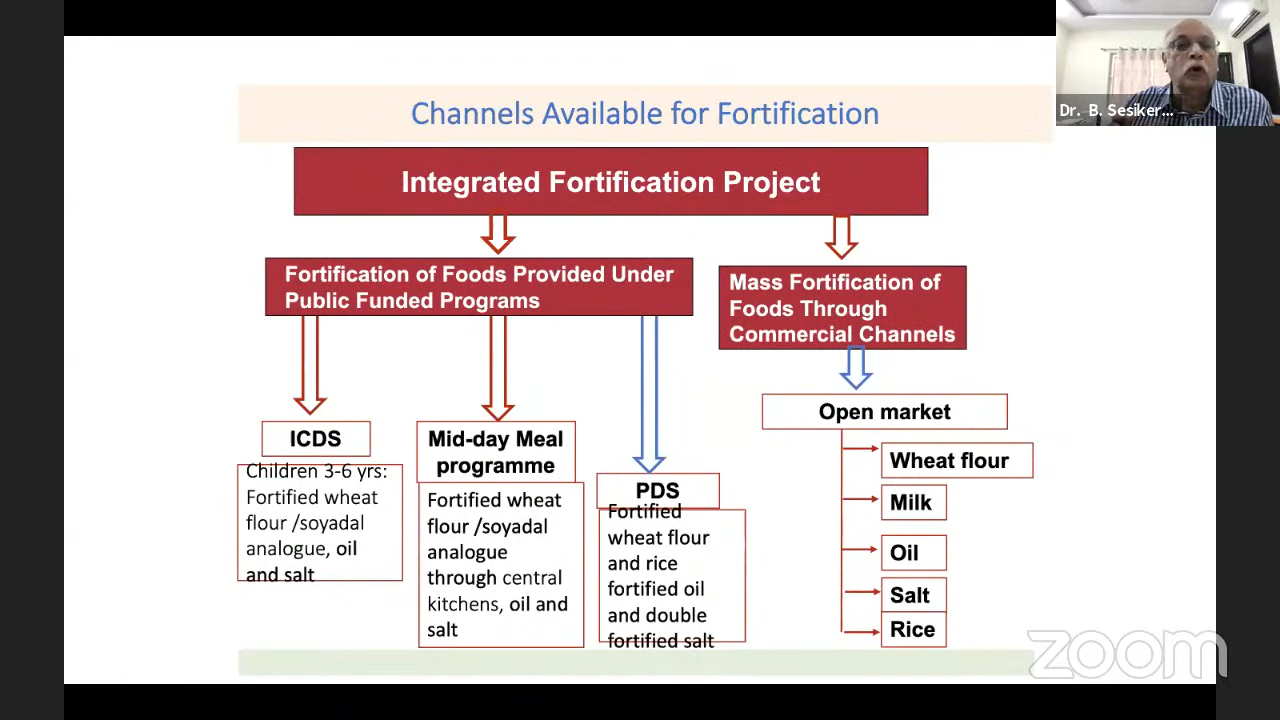 Channels Available for Fortification
Integrated Fortification Project
Fortification of Foods Provided Under
Public Funded Programs
Mass Fortification of
Foods Through
Commercial Channels
ICDS
Children 3-6 yrs:
Fortified wheat
flour /soyadal
analogue, oil
and salt
Mid-day Meal
programme
Fortified wheat
flour /soyadal
analogue
through central
kitchens, oil and
salt
PDS
Fortified
wheat flour
and rice
fortified oil
and double
fortified salt
Open market
Wheat flour
Milk
Oil
Salt
Rice
Dr. B. Sesiker...
zoom